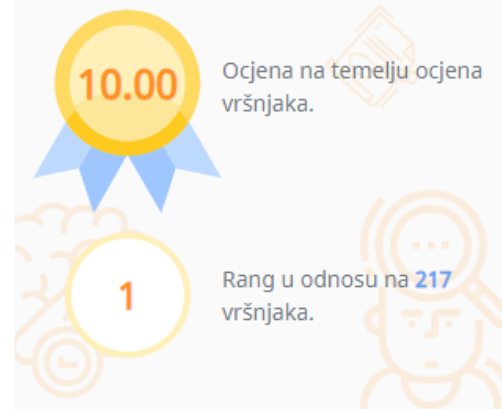 10.00
Ocjena na temelju ocjena
vršnjaka.
1
Rang u odnosu na 217
vršnjaka.